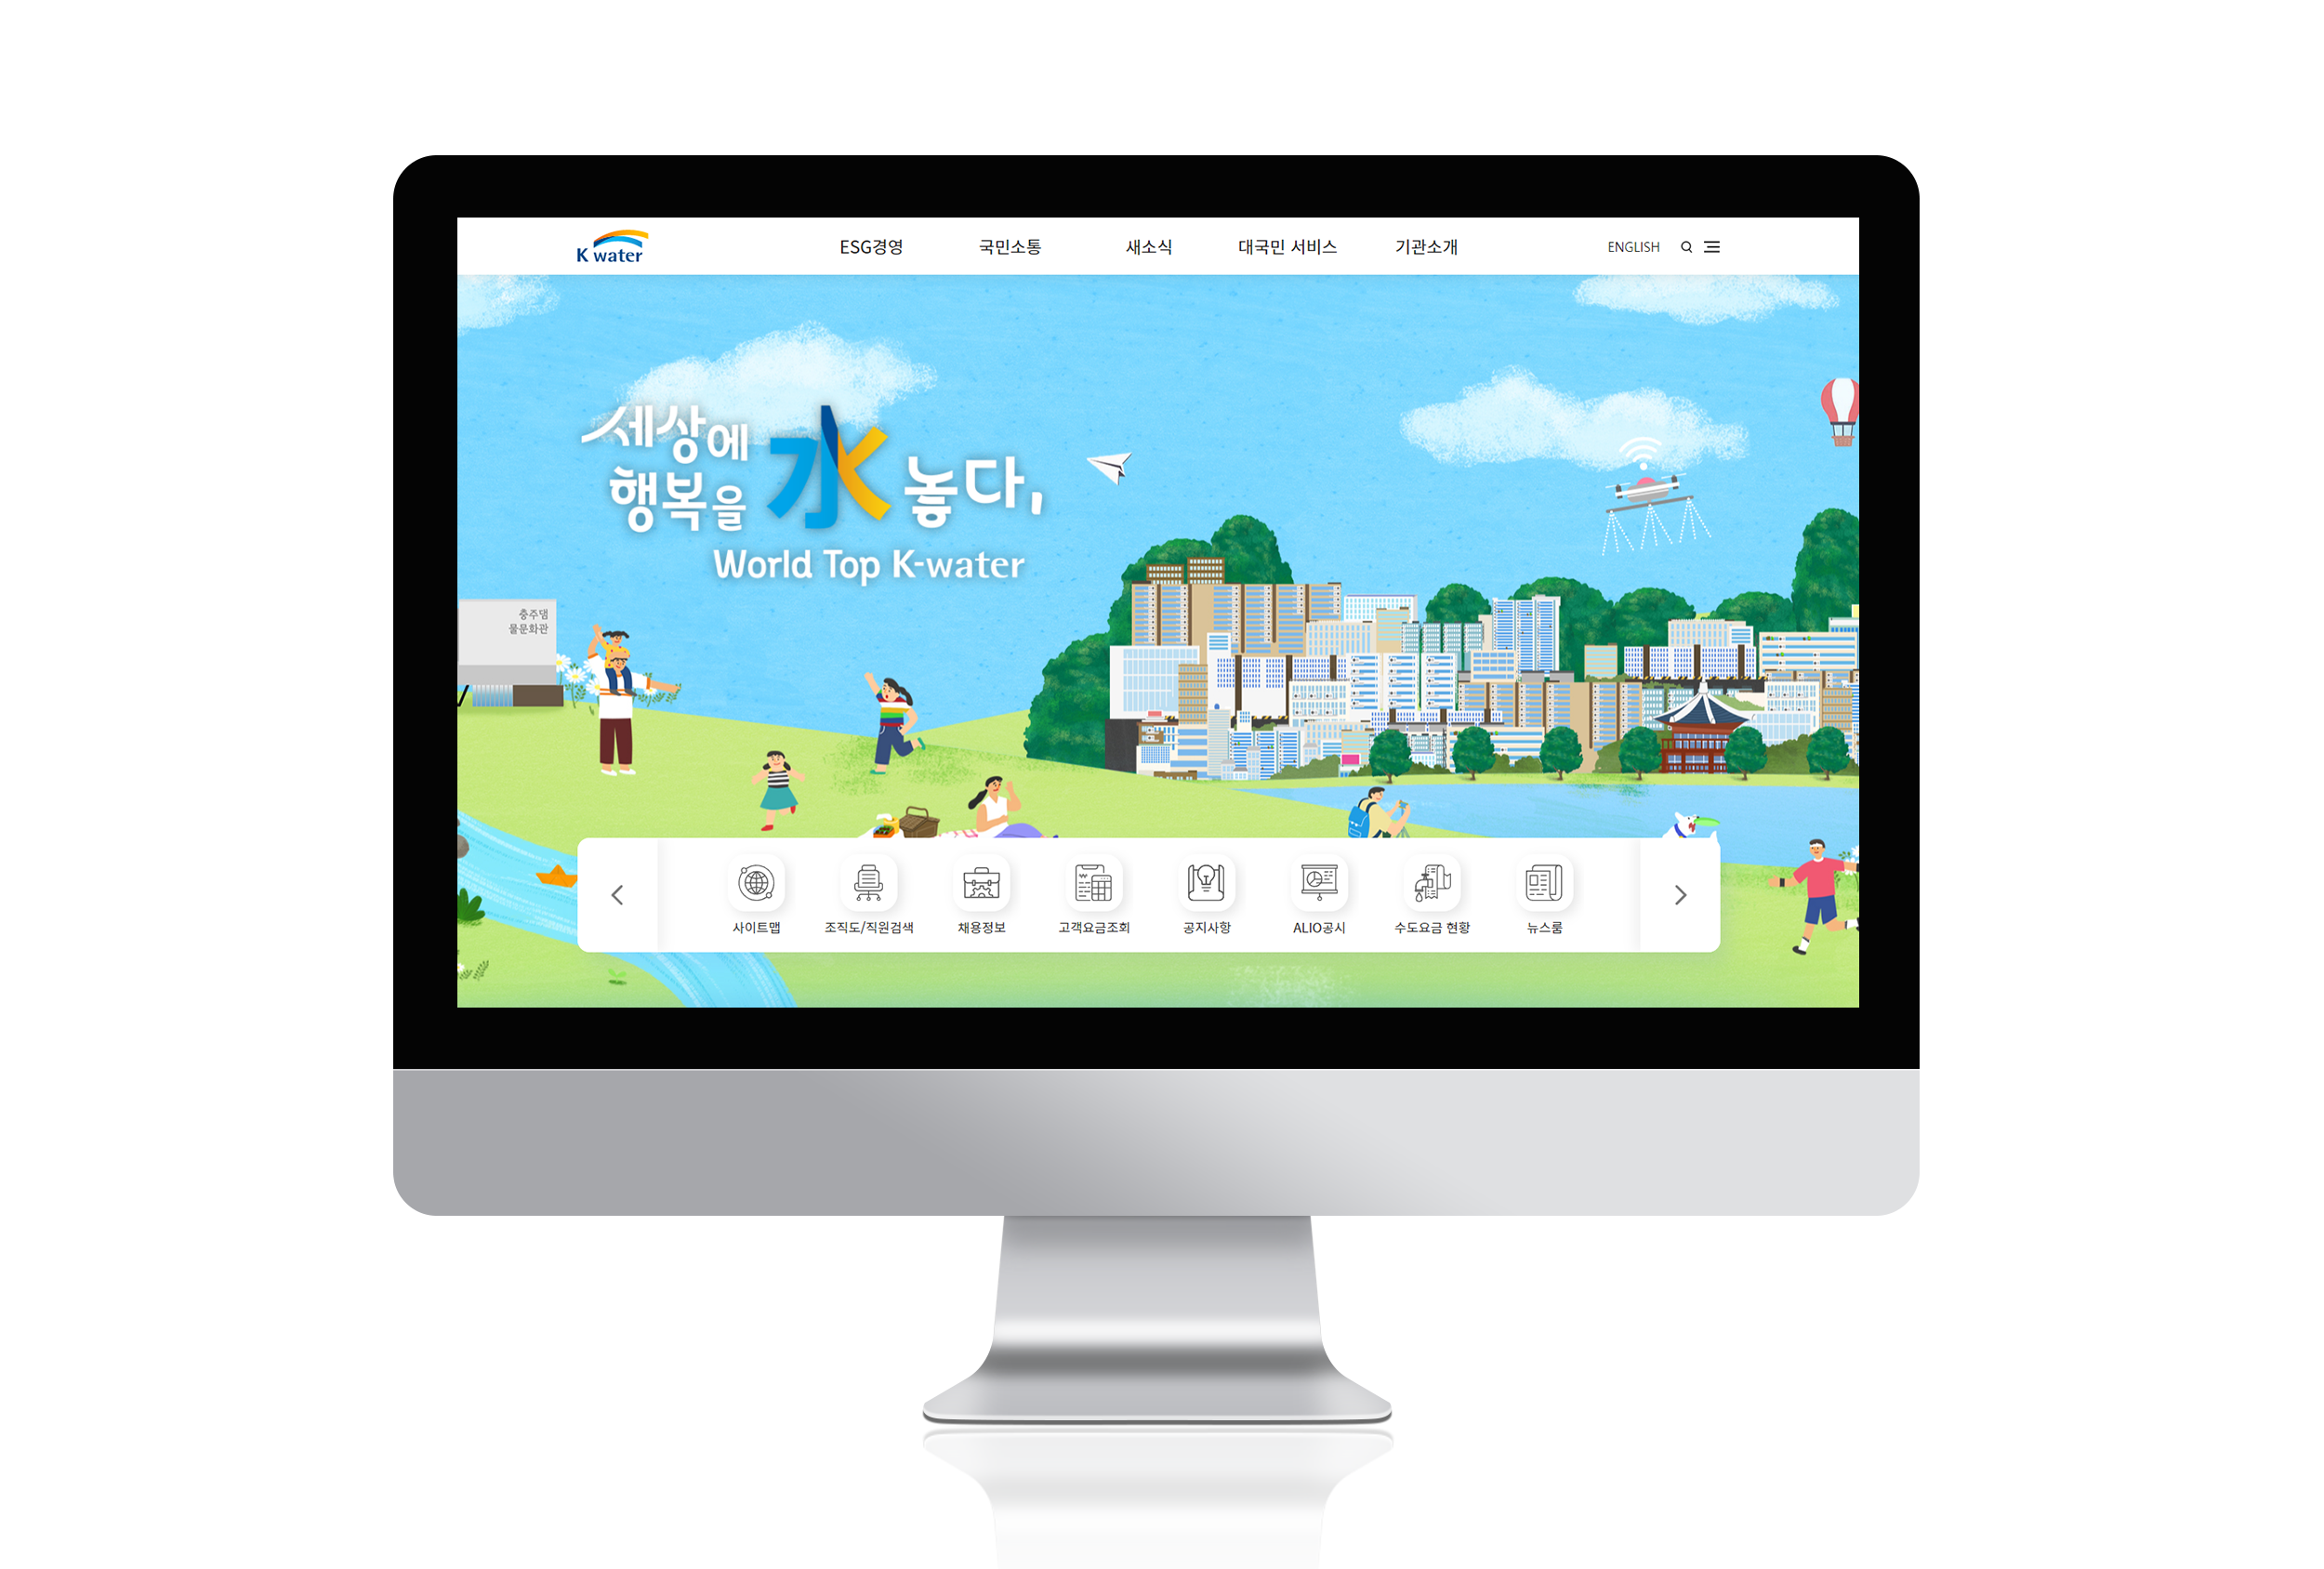 K water
ESG경영 국민소통 새소식 대국민 서비스 기관소개 ENGLISH
세상에
행복을 水 놓다,
World Top K-water
충주댐
물문화관
사이트맵 조직도/직원검색 채용정보 고객요금조회 공지사항 ALIO공시 수도요금 현황 뉴스룸